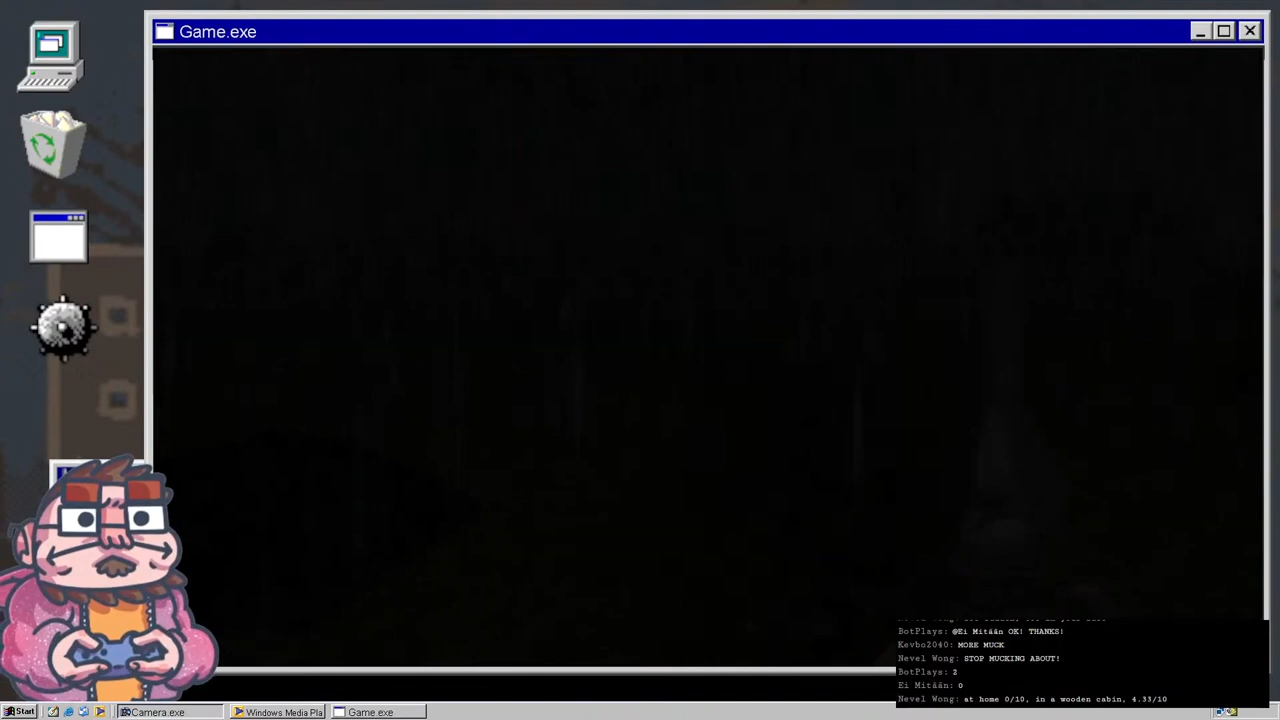 Game.exe
BotPlays: @Ei Mitään OK! THANKS!
Kevbo2040: MORE MUCK
Nevel Wong: STOP MUCKING ABOUT!
BotPlays: 2
Ei Mitään: 0
Nevel Wong: at home 0/10, in a wooden cabin, 4.33/10
Start
Camera.exe
Windows Media Pla
Game.exe